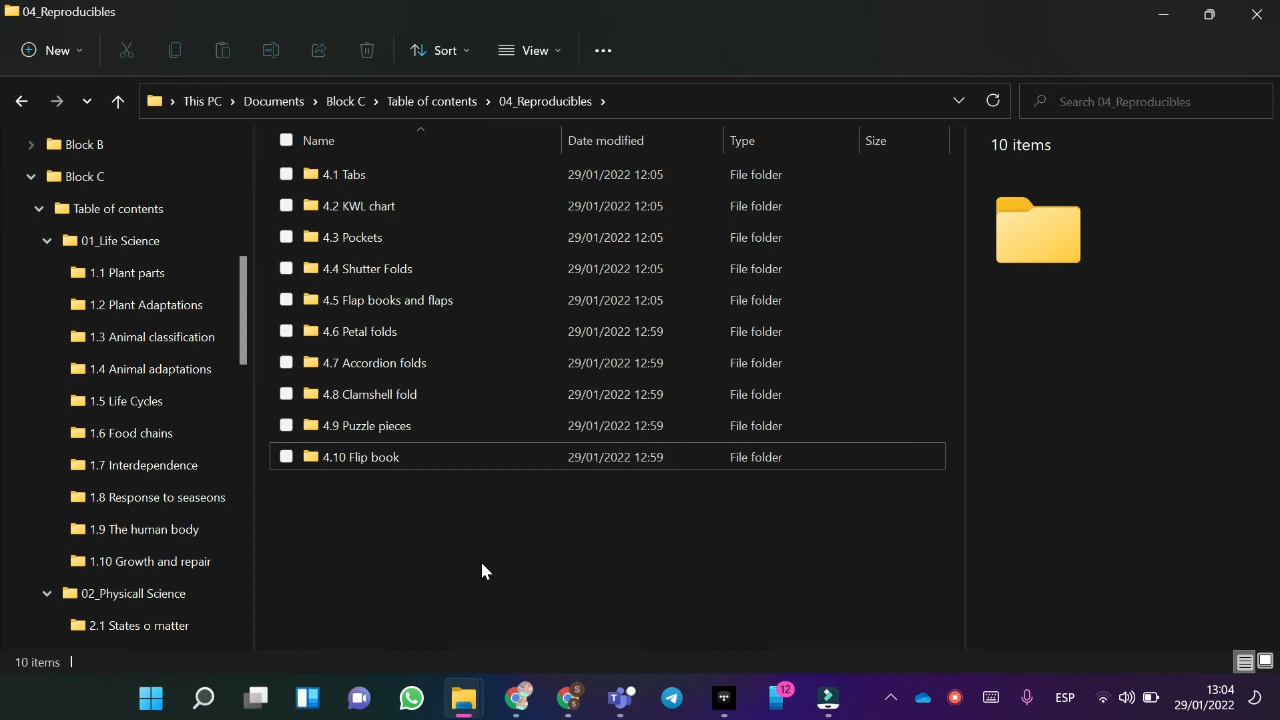 04_Reproducibles
New
Sort
View
This PC
Documents
Block C
Table of contents
04_Reproducibles
Search 04_Reproducibles
Block B
Block C
Table of contents
01_Life Science
1.1 Plant parts
1.2 Plant Adaptations
1.3 Animal classification
1.4 Animal adaptations
1.5 Life Cycles
1.6 Food chains
1.7 Interdependence
1.8 Response to seaseons
1.9 The human body
1.10 Growth and repair
02_Physicall Science
2.1 States o matter
Name Date modified Type Size
4.1 Tabs 29/01/2022 12:05 File folder
4.2 KWL chart 29/01/2022 12:05 File folder
4.3 Pockets 29/01/2022 12:05 File folder
4.4 Shutter Folds 29/01/2022 12:05 File folder
4.5 Flap books and flaps 29/01/2022 12:05 File folder
4.6 Petal folds 29/01/2022 12:59 File folder
4.7 Accordion folds 29/01/2022 12:59 File folder
4.8 Clamshell fold 29/01/2022 12:59 File folder
4.9 Puzzle pieces 29/01/2022 12:59 File folder
4.10 Flip book 29/01/2022 12:59 File folder
10 items
10 items
12
ESP
13:04
29/01/2022